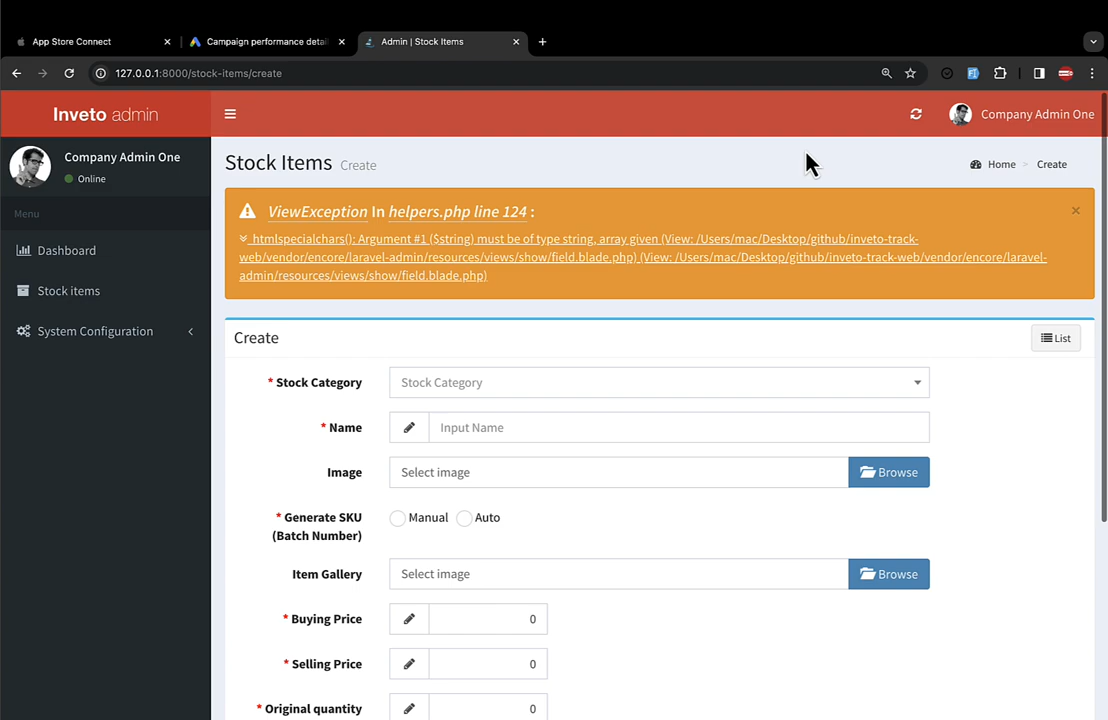 App Store Connect
Campaign performance detai
Admin | Stock Items
127.0.0.1:8000/stock-items/create
Inveto admin
Company Admin One
Company Admin One
Online
Stock Items Create
Home > Create
Menu
Dashboard
Stock items
System Configuration
ViewException In helpers.php line 124 :
×
htmlspecialchars(): Argument #1 ($string) must be of type string, array given (View: /Users/mac/Desktop/github/inveto-track-
web/vendor/encore/laravel-admin/resources/views/show/field.blade.php) (View: /Users/mac/Desktop/github/inveto-track-web/vendor/encore/laravel-
admin/resources/views/show/field.blade.php)
Create
List
* Stock Category
Stock Category
* Name
Input Name
Image
Select image
Browse
* Generate SKU
(Batch Number)
Manual
Auto
Item Gallery
Select image
Browse
* Buying Price
0
* Selling Price
0
* Original quantity
0